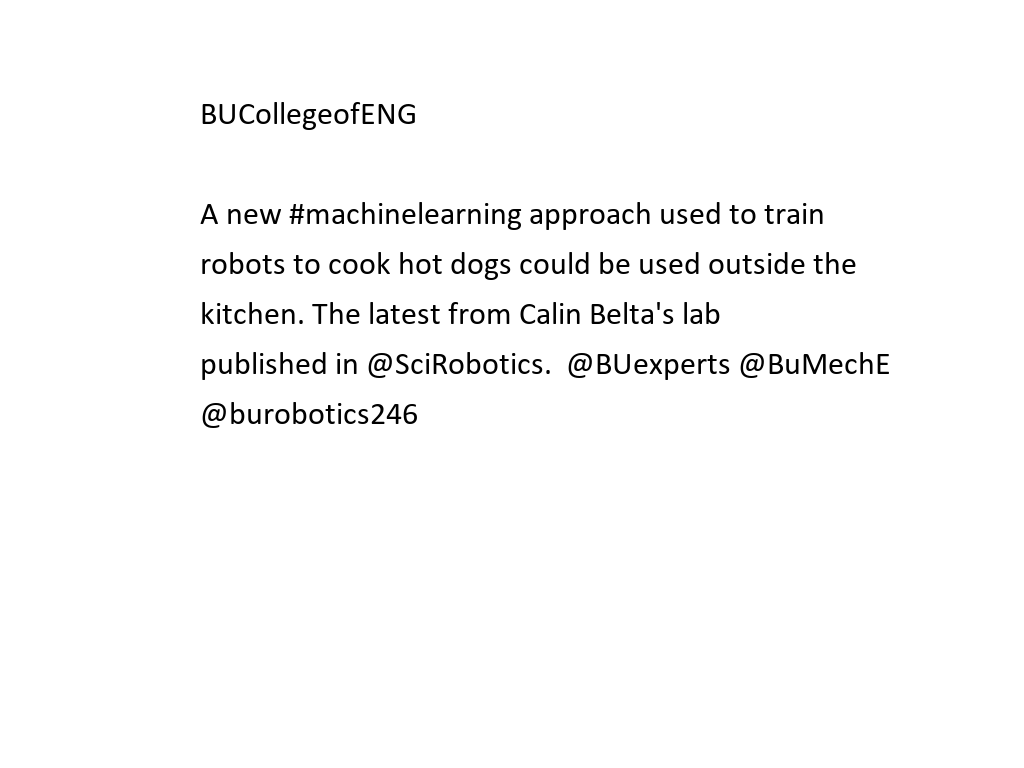 BUCollegeofENG
A new #machinelearning approach used to train
robots to cook hot dogs could be used outside the
kitchen. The latest from Calin Belta's lab
published in @SciRobotics.  @BUexperts @BuMechE
@burobotics246